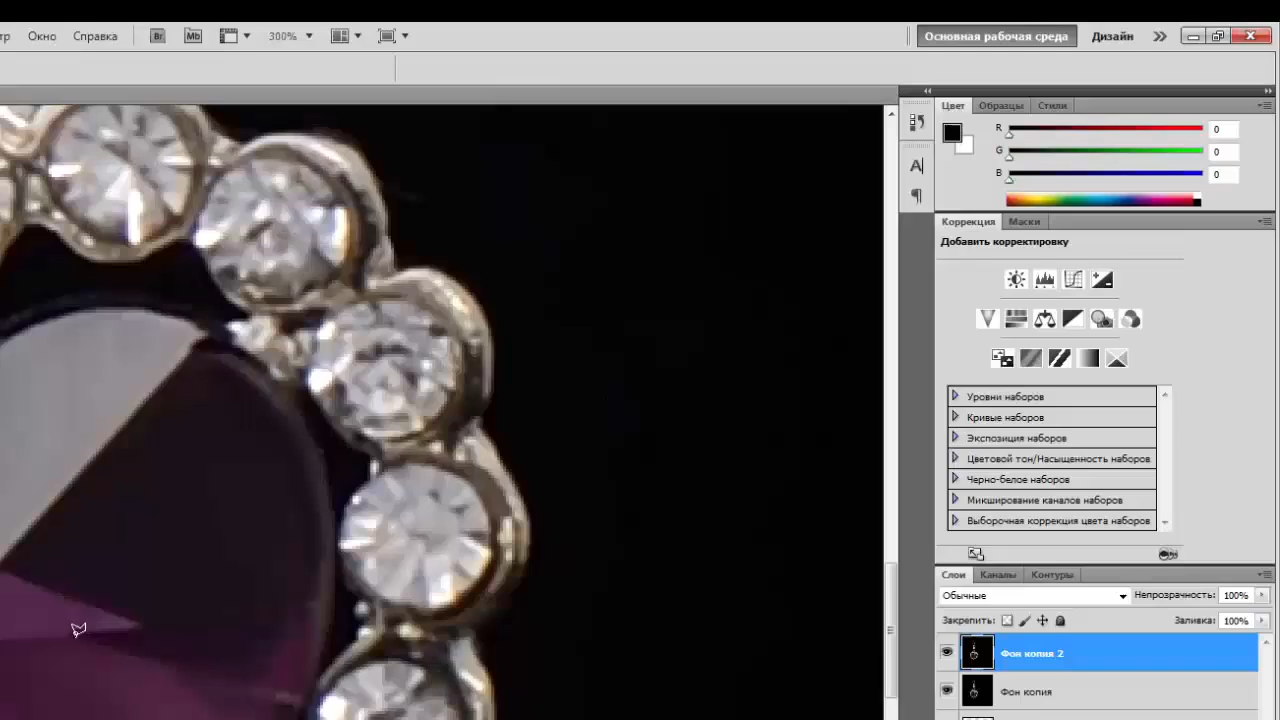 тр Окно Справка Br Mb 300% Основная рабочая среда Дизайн
Цвет Образцы Стили
R 0
G 0
B 0
A
Коррекция Маски
Добавить корректировку
Уровни наборов
Кривые наборов
Экспозиция наборов
Цветовой тон/Насыщенность наборов
Черно-белое наборов
Микширование каналов наборов
Выборочная коррекция цвета наборов
Слои Каналы Контуры
Обычные Непрозрачность: 100%
Закрепить: Заливка: 100%
Фон копия 2
Фон копия